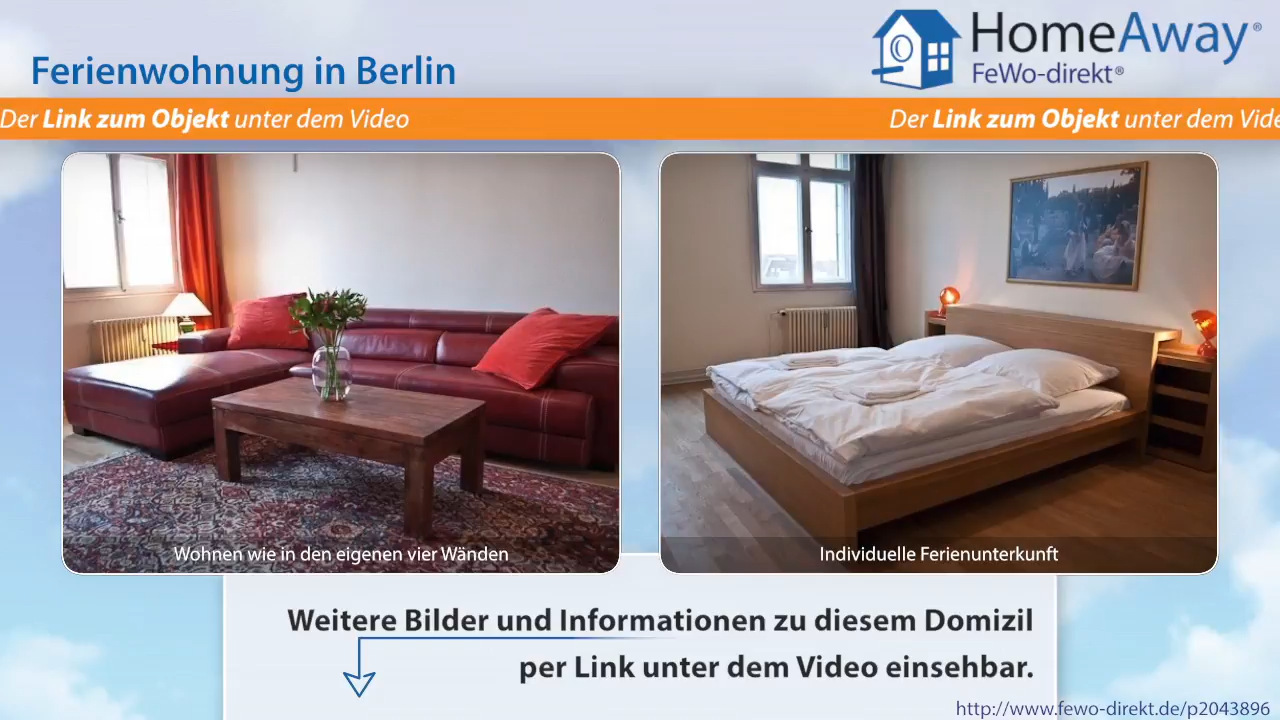 HomeAway®
FeWo-direkt®
Ferienwohnung in Berlin
Der Link zum Objekt unter dem Video
Der Link zum Objekt unter dem Vide
Wohnen wie in den eigenen vier Wänden
Individuelle Ferienunterkunft
Weitere Bilder und Informationen zu diesem Domizil
per Link unter dem Video einsehbar.
http://www.fewo-direkt.de/p2043896